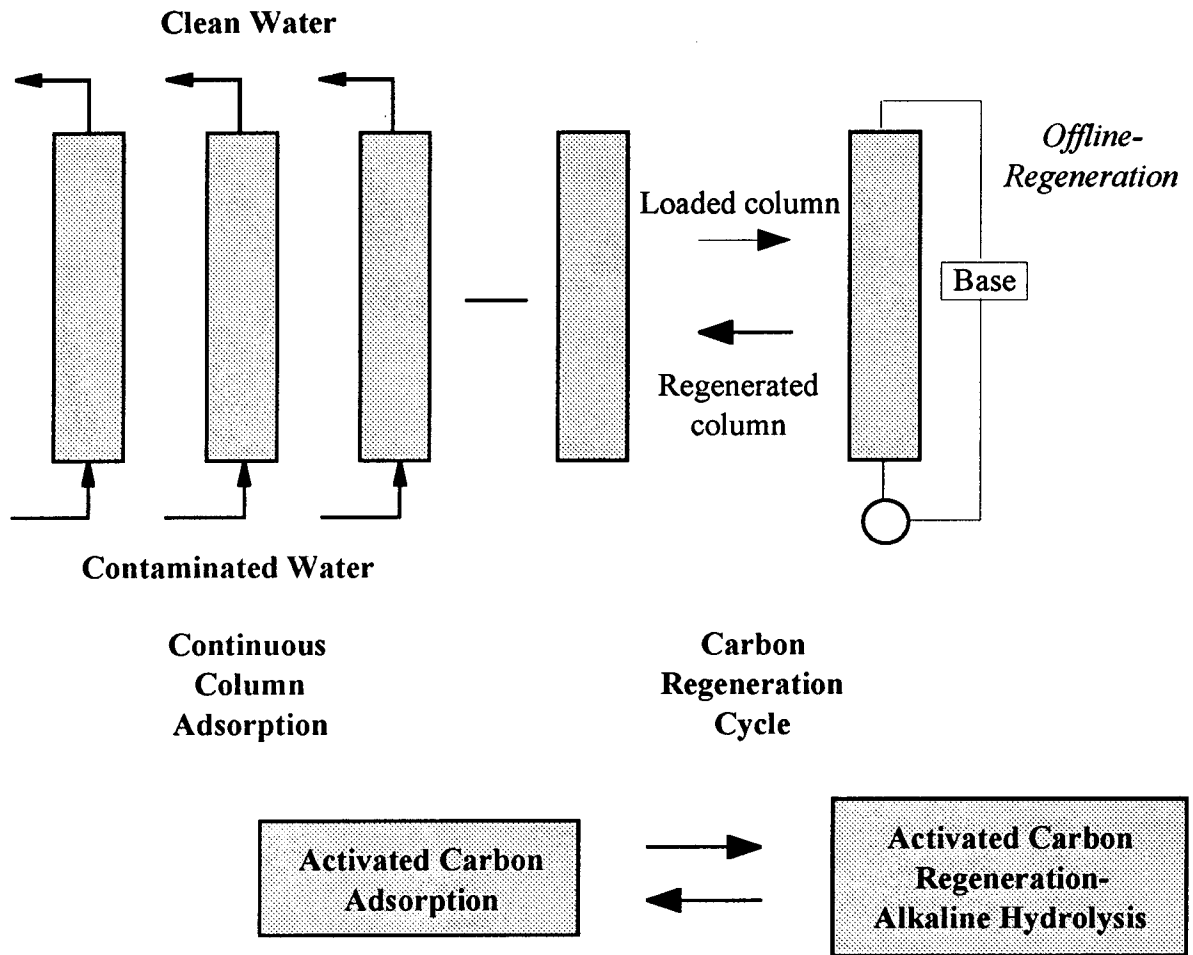 Clean Water
Offline-
Regeneration
Loaded column
Base
Regenerated
column
Contaminated Water
Continuous
Column
Adsorption
Carbon
Regeneration
Cycle
Activated Carbon
Adsorption
Activated Carbon
Regeneration-
Alkaline Hydrolysis